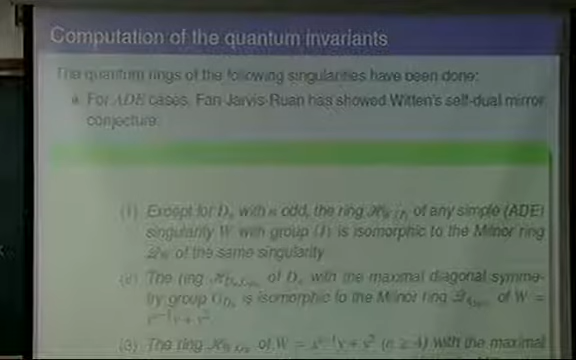 Computation of the quantum invariants
The quantum rings of the following singularities have been done:
For ADE cases, Fan-Jarvis-Ruan has showed Witten's self-dual mirror
conjecture.
(1) Except for Dₙ with n odd, the ring of any simple (ADE)
singularity W with group ⟨J⟩ is isomorphic to the Milnor ring
of the same singularity.
(2) The ring of Dₙ with the maximal diagonal symme-
try group is isomorphic to the Milnor ring of W =
(3) The ring of W = xⁿ⁻¹y + y² (n ≥ 4) with the maximal